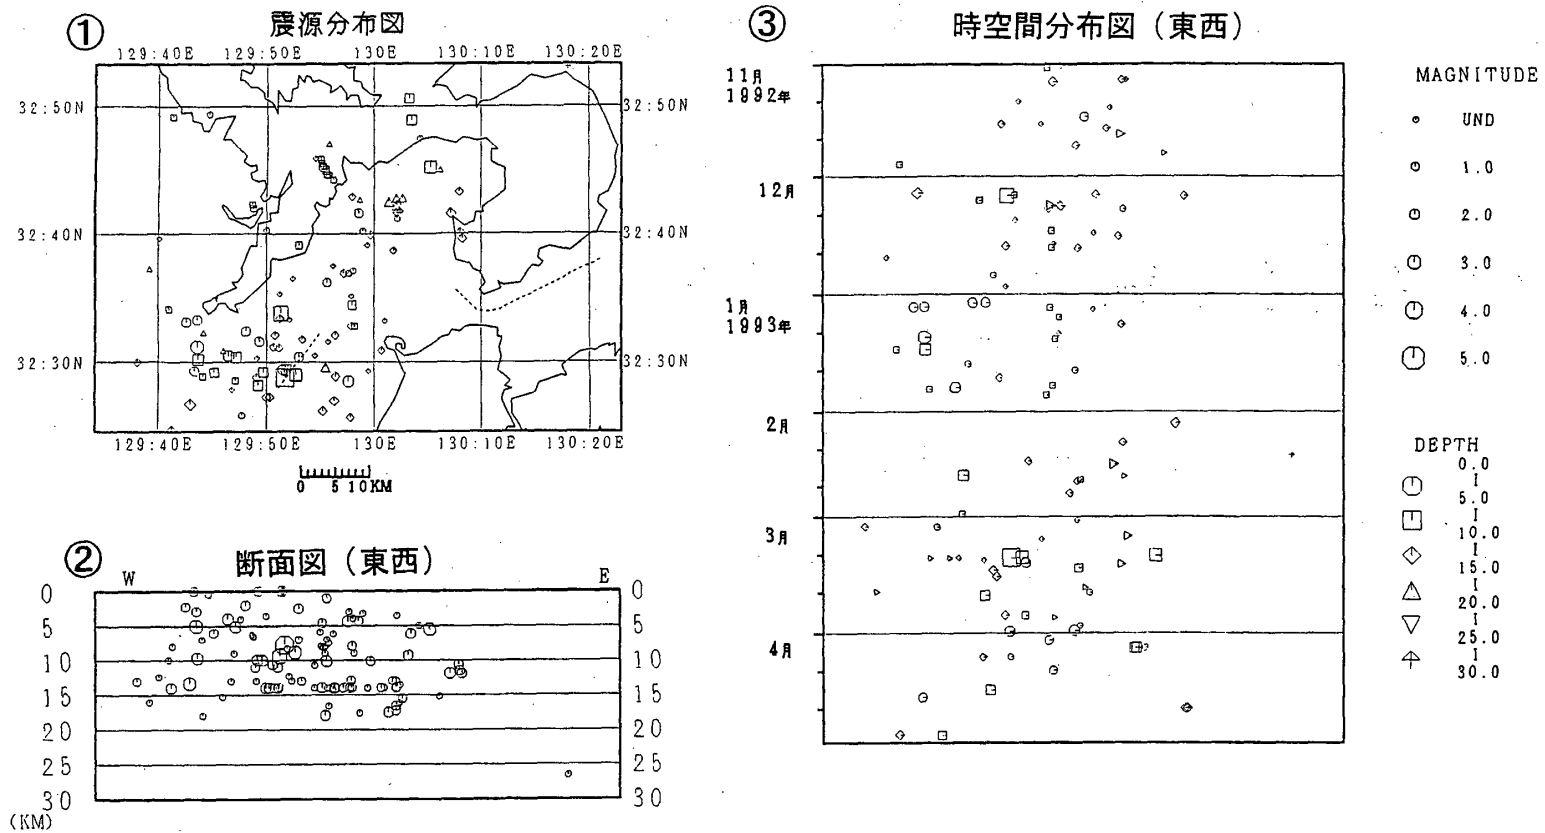 ① 震源分布図
129:40E 129:50E 130E 130:10E 130:20E
32:50N 32:50N
32:40N 32:40N
32:30N 32:30N
129:40E 129:50E 130E 130:10E 130:20E
0 5 10KM
② 断面図（東西）
W E
0 0
5 5
10 10
15 15
20 20
25 25
30 30
(KM)
③ 時空間分布図（東西）
11月
1992年
12月
1月
1993年
2月
3月
4月
MAGNITUDE
UND
1.0
2.0
3.0
4.0
5.0
DEPTH
0.0
I
5.0
I
10.0
I
15.0
I
20.0
I
25.0
I
30.0